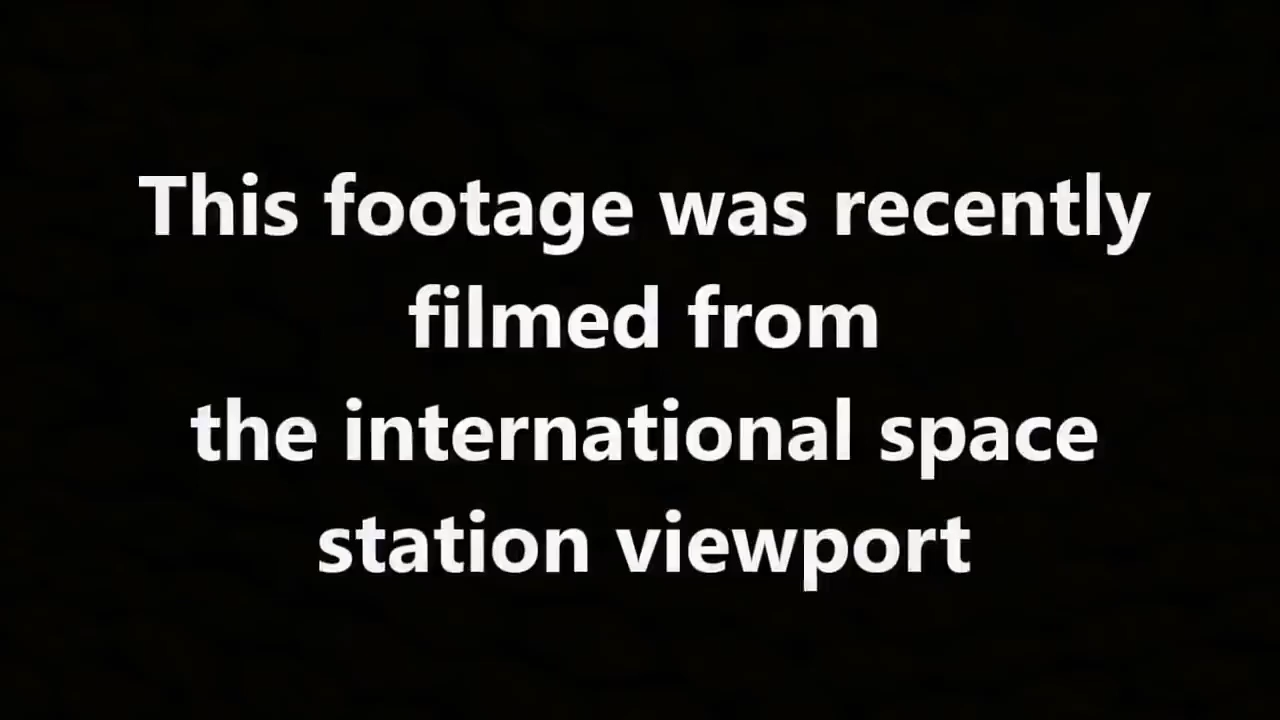 This footage was recently
filmed from
the international space
station viewport